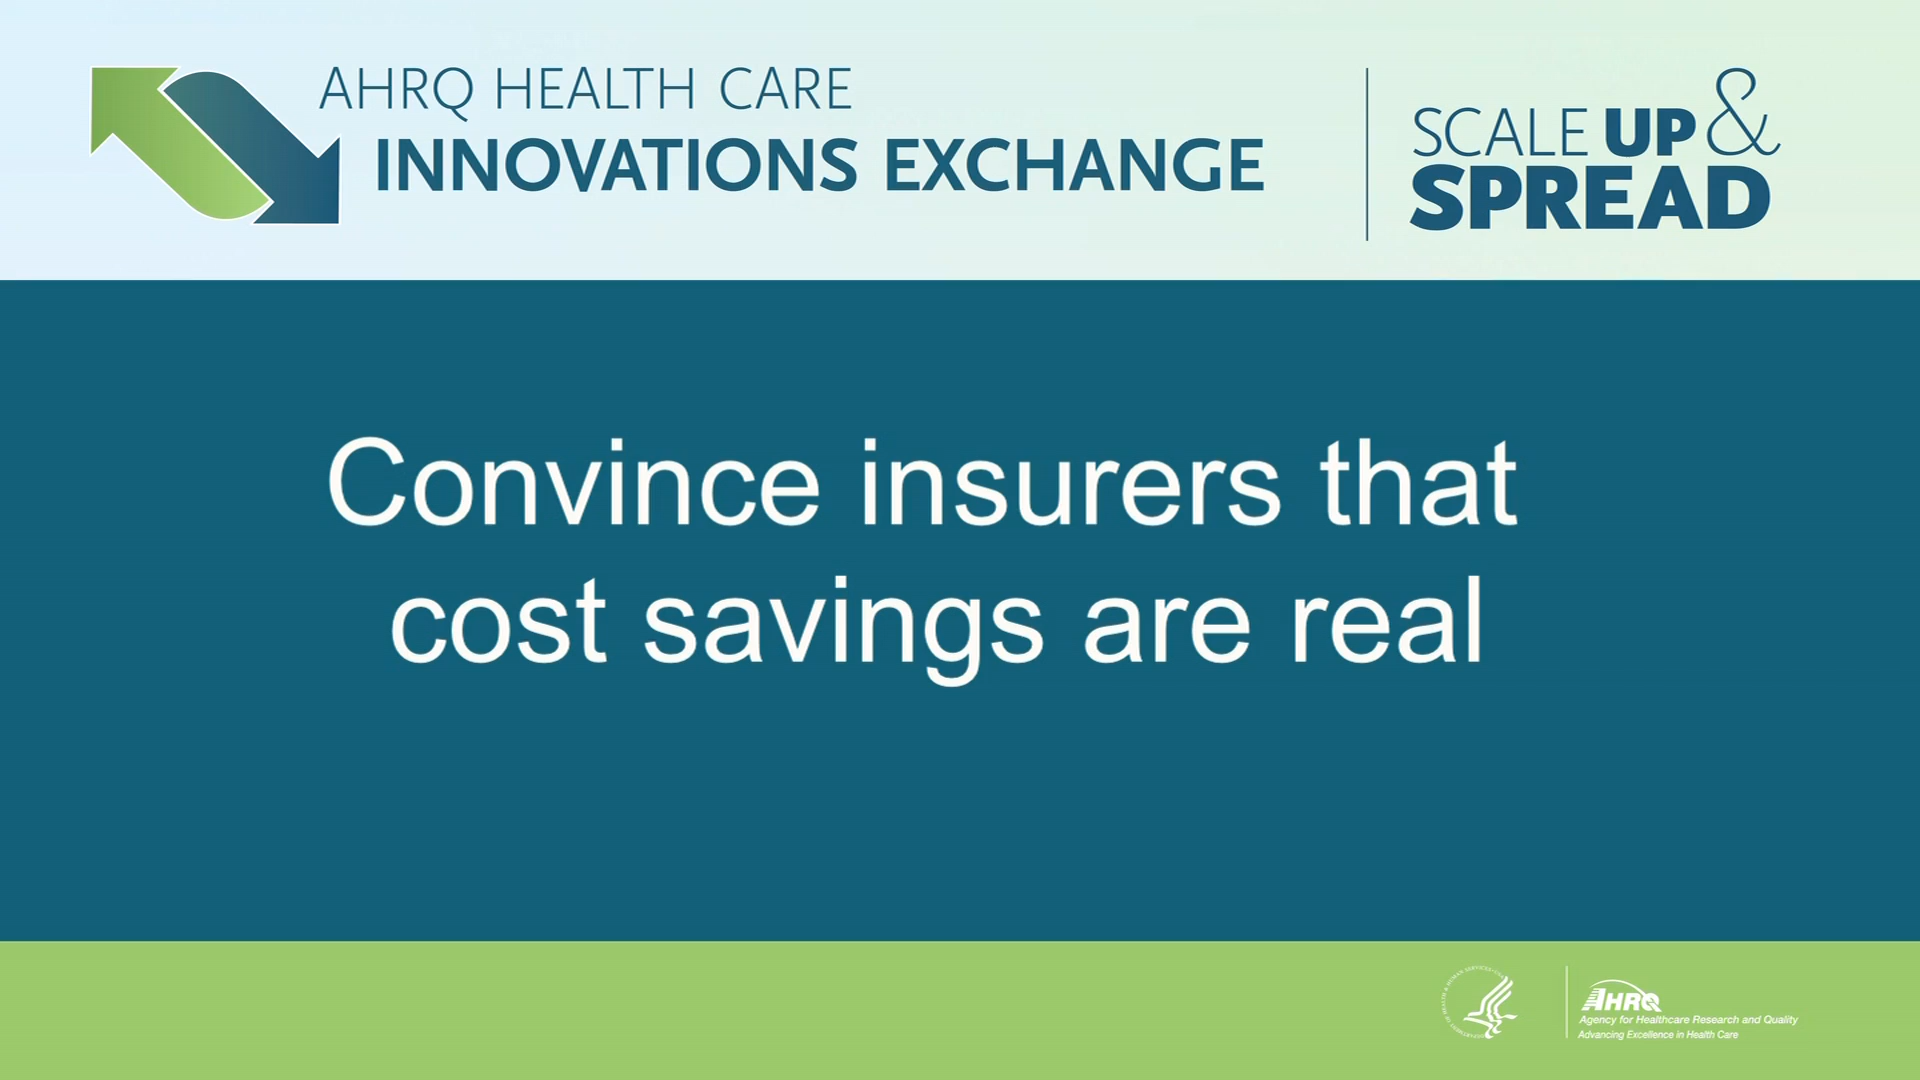 AHRQ HEALTH CARE
INNOVATIONS EXCHANGE
SCALE UP &
SPREAD
Convince insurers that
cost savings are real
AHRQ
Agency for Healthcare Research and Quality
Advancing Excellence in Health Care